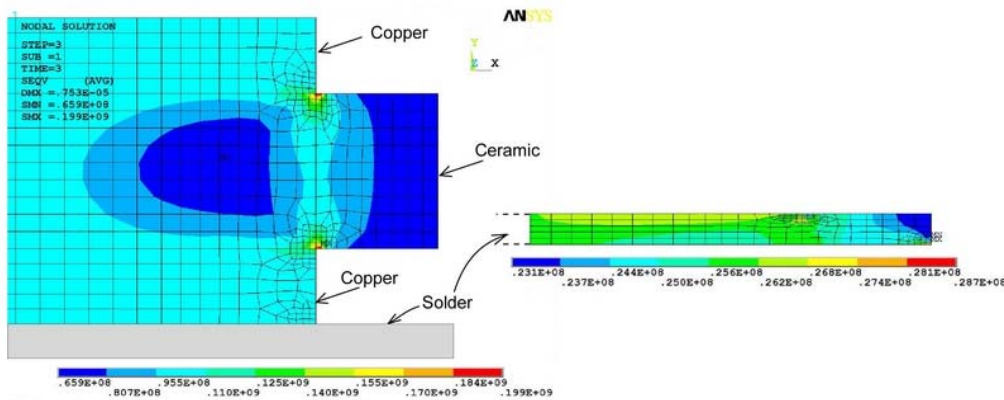 1
NODAL SOLUTION
STEP=3
SUB =1
TIME=3
SEQV (AVG)
DMX =.753E-05
SMN =.659E+08
SMX =.199E+09
ANSYS
Y
Z X
Copper
Ceramic
Copper
Solder
MX
.231E+08 .244E+08 .256E+08 .268E+08 .281E+08
.237E+08 .250E+08 .262E+08 .274E+08 .287E+08
.659E+08 .955E+08 .125E+09 .155E+09 .184E+09
.807E+08 .110E+09 .140E+09 .170E+09 .199E+09